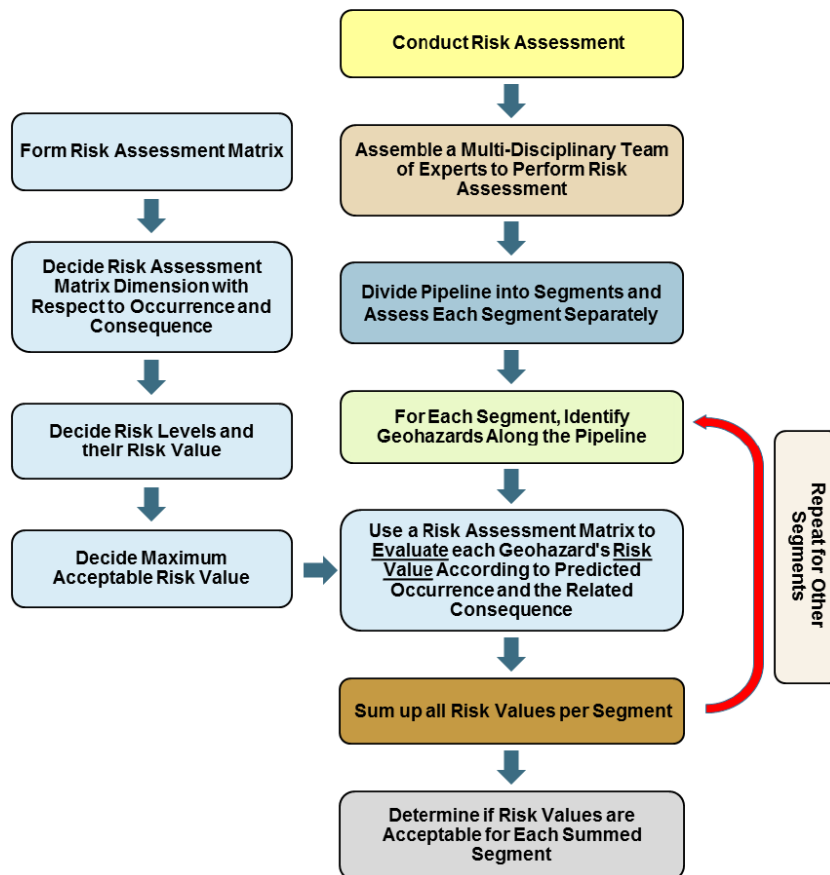 Conduct Risk Assessment
Form Risk Assessment Matrix
Assemble a Multi-Disciplinary Team
of Experts to Perform Risk
Assessment
Decide Risk Assessment
Matrix Dimension with
Respect to Occurrence and
Consequence
Divide Pipeline into Segments and
Assess Each Segment Separately
Decide Risk Levels and
their Risk Value
For Each Segment, Identify
Geohazards Along the Pipeline
Decide Maximum
Acceptable Risk Value
Use a Risk Assessment Matrix to
Evaluate each Geohazard's Risk
Value According to Predicted
Occurrence and the Related
Consequence
Repeat for Other
Segments
Sum up all Risk Values per Segment
Determine if Risk Values are
Acceptable for Each Summed
Segment